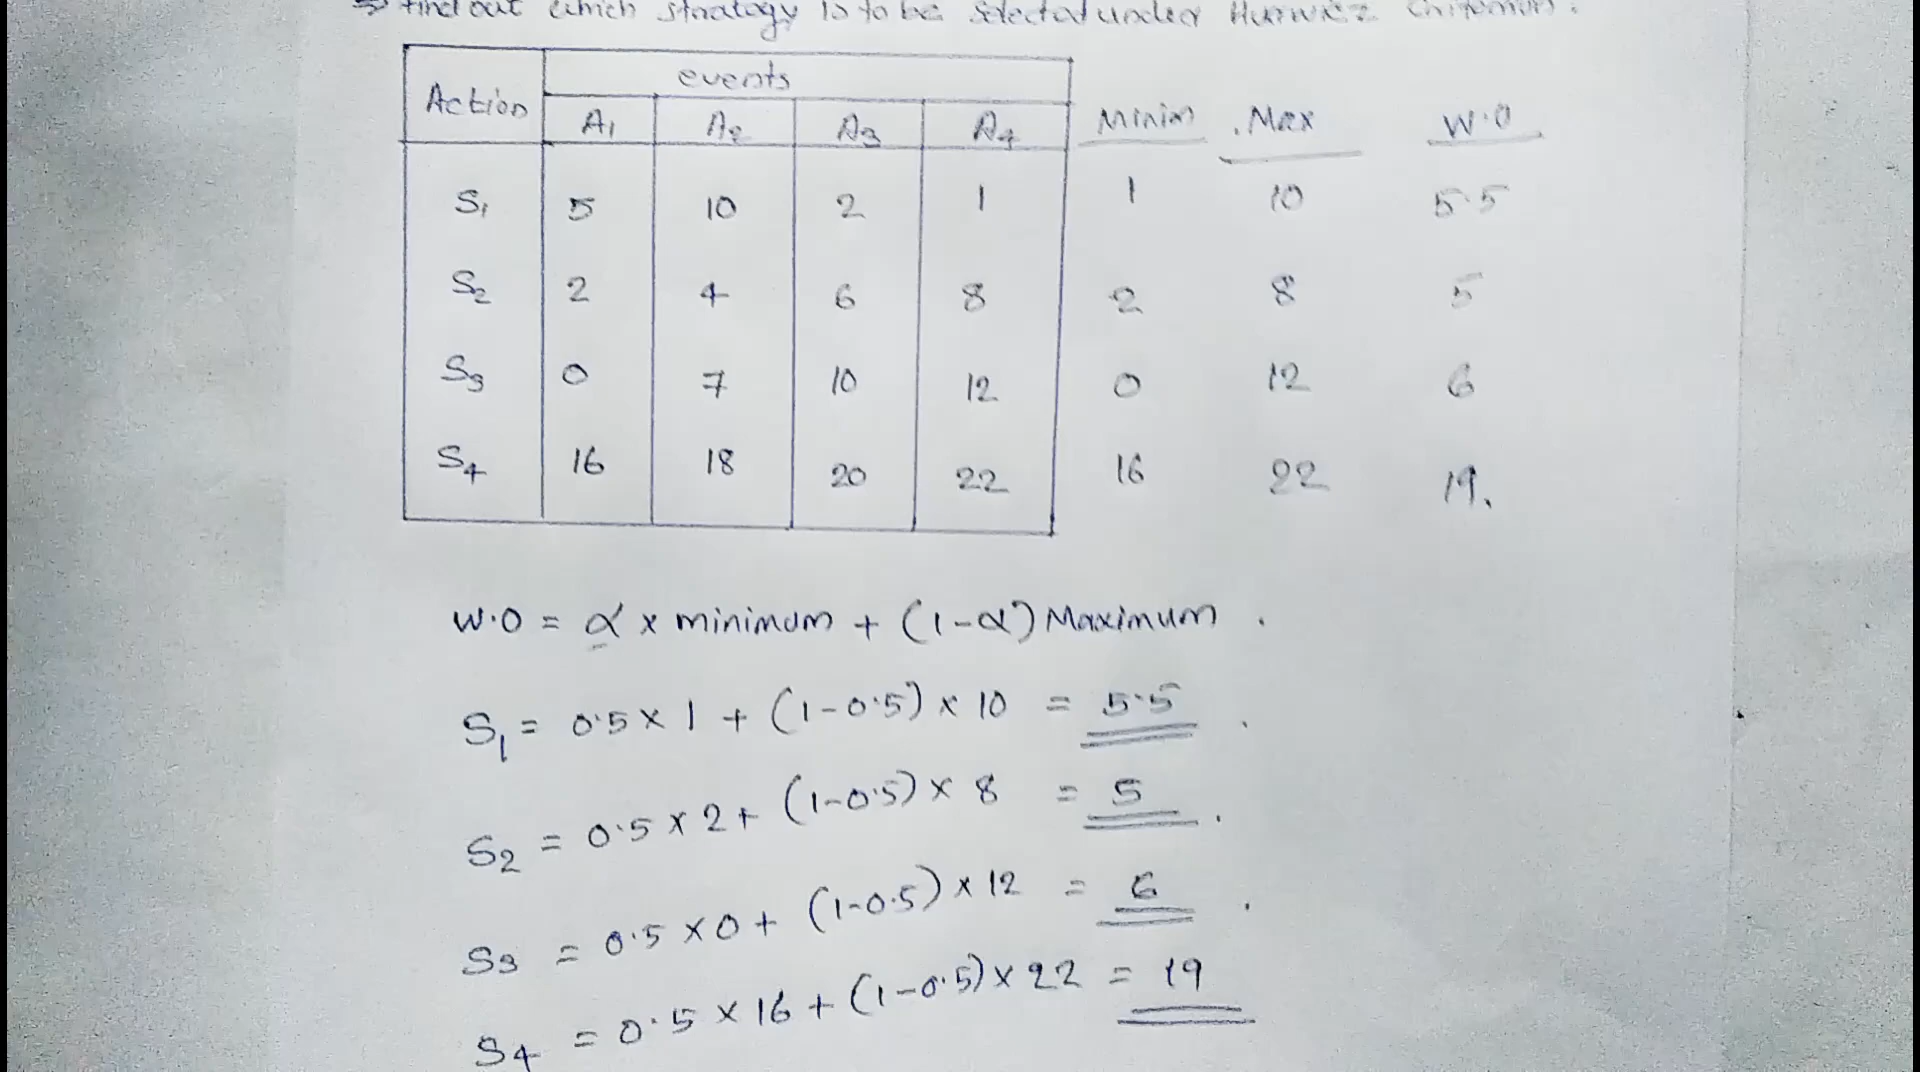 ⇒ Find out which stratagy is to be selected under Hurwicz criterion.
events
Action A1 A2 A3 A4 Minim Max W.O
S1 5 10 2 1 1 10 5.5
S2 2 4 6 8 2 8 5
S3 0 7 10 12 0 12 6
S4 16 18 20 22 16 22 19.
W.O = α x minimum + (1-α) Maximum.
S1 = 0.5 x 1 + (1-0.5) x 10 = 5.5.
S2 = 0.5 x 2 + (1-0.5) x 8 = 5.
S3 = 0.5 x 0 + (1-0.5) x 12 = 6.
S4 = 0.5 x 16 + (1-0.5) x 22 = 19